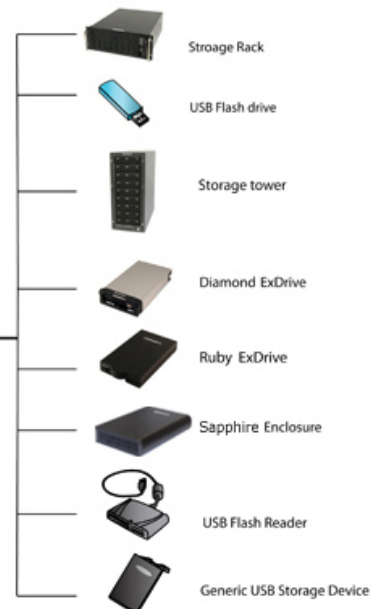 Stroage Rack
USB Flash drive
Storage tower
Diamond ExDrive
Ruby ExDrive
Sapphire Enclosure
USB Flash Reader
Generic USB Storage Device